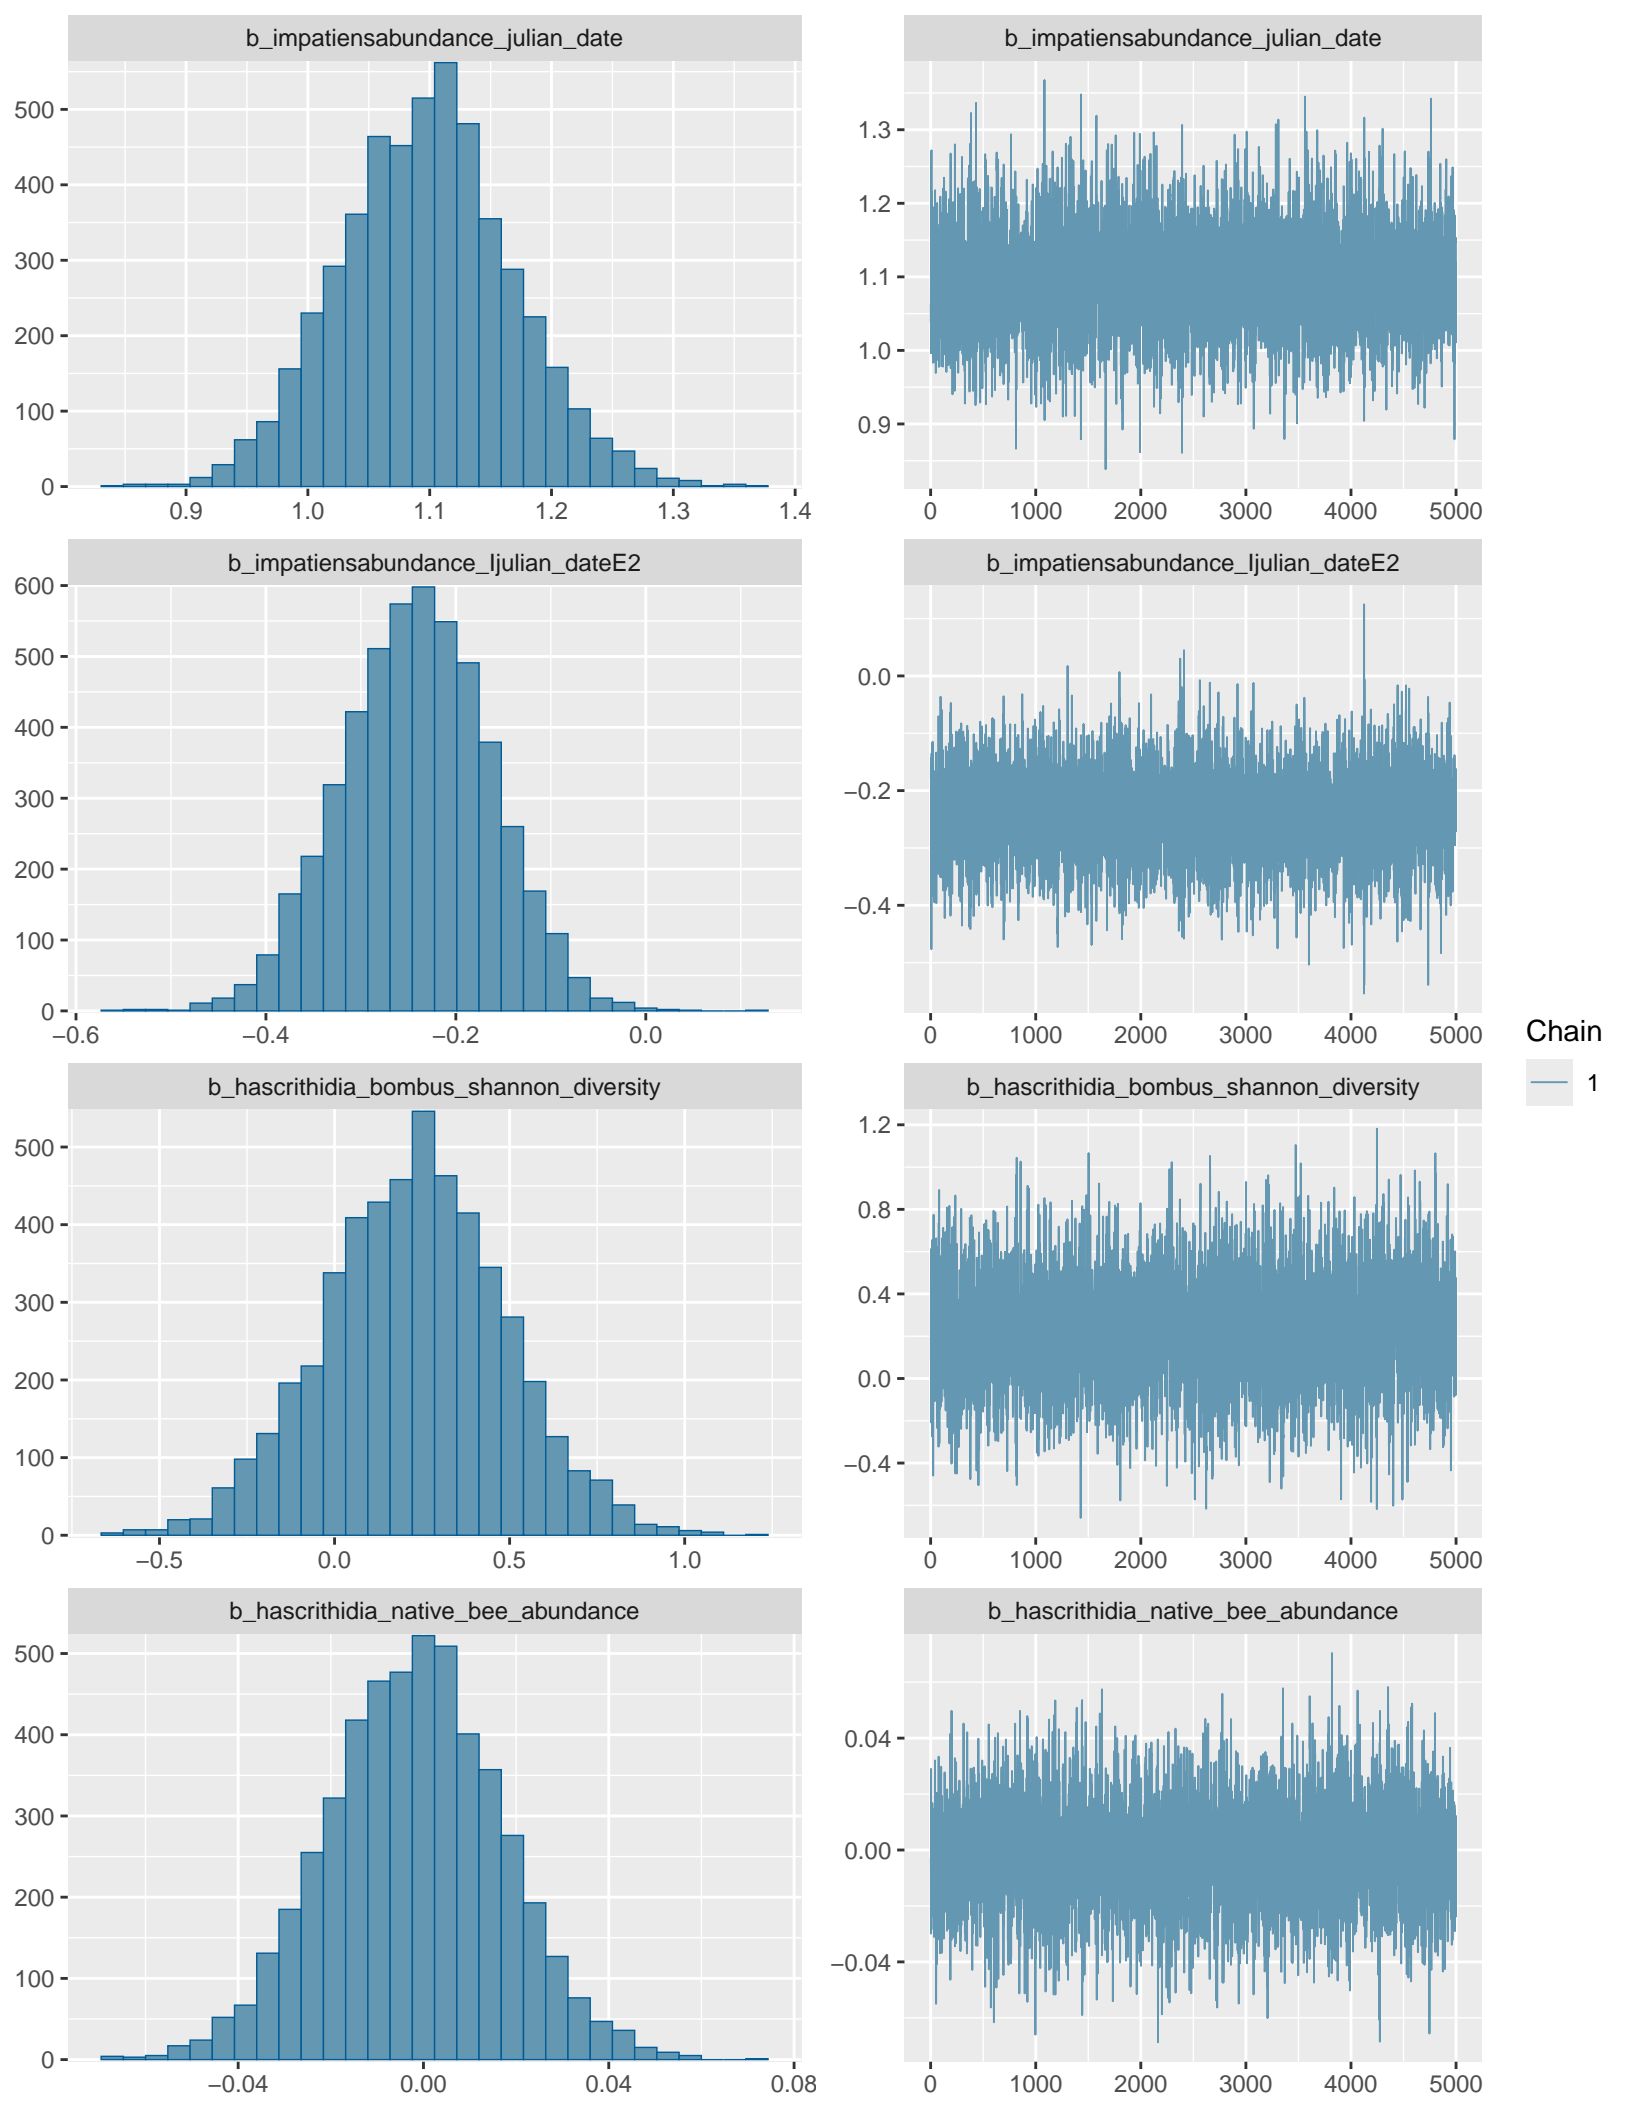 b_impatiensabundance_julian_date
b_impatiensabundance_julian_date
500
400
300
200
100
0
0.9 1.0 1.1 1.2 1.3 1.4
1.3
1.2
1.1
1.0
0.9
0 1000 2000 3000 4000 5000
b_impatiensabundance_Ijulian_dateE2
b_impatiensabundance_Ijulian_dateE2
600
500
400
300
200
100
0
−0.6 −0.4 −0.2 0.0
0.0
−0.2
−0.4
0 1000 2000 3000 4000 5000
Chain
1
b_hascrithidia_bombus_shannon_diversity
b_hascrithidia_bombus_shannon_diversity
500
400
300
200
100
0
−0.5 0.0 0.5 1.0
1.2
0.8
0.4
0.0
−0.4
0 1000 2000 3000 4000 5000
b_hascrithidia_native_bee_abundance
b_hascrithidia_native_bee_abundance
500
400
300
200
100
0
−0.04 0.00 0.04 0.08
0.04
0.00
−0.04
0 1000 2000 3000 4000 5000